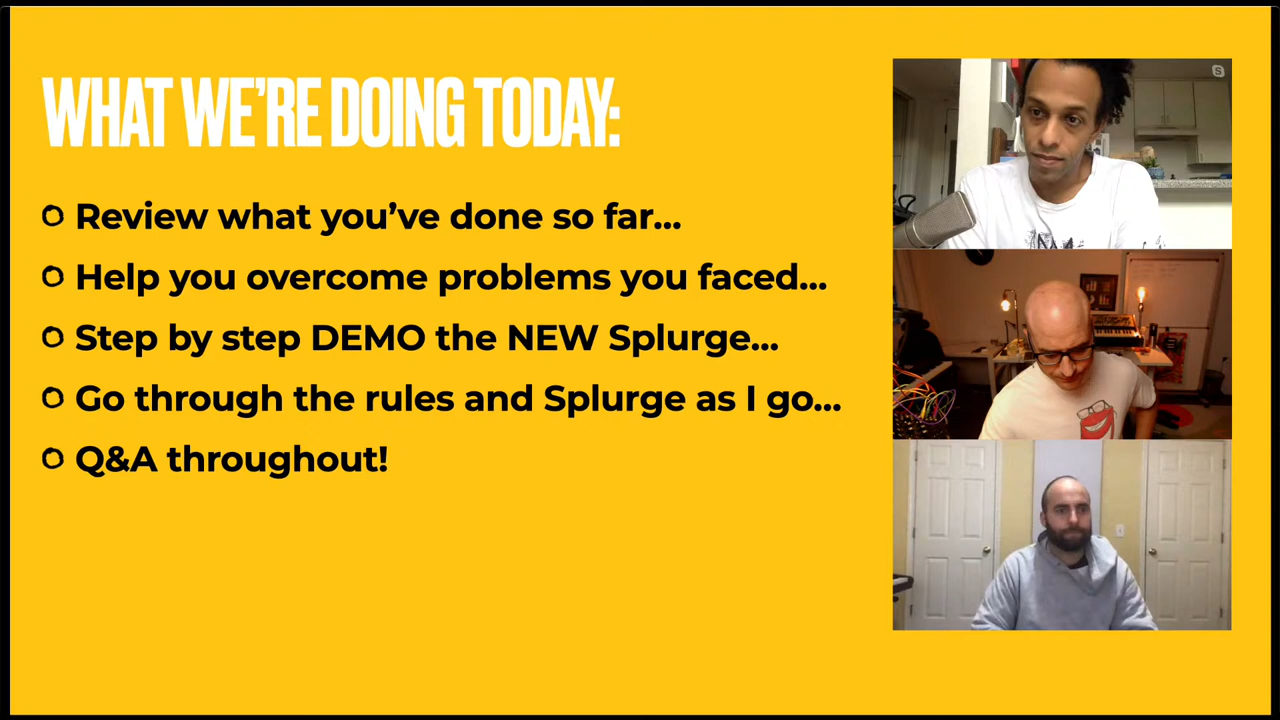 WHAT WE'RE DOING TODAY:
Review what you've done so far...
Help you overcome problems you faced...
Step by step DEMO the NEW Splurge...
Go through the rules and Splurge as I go...
Q&A throughout!